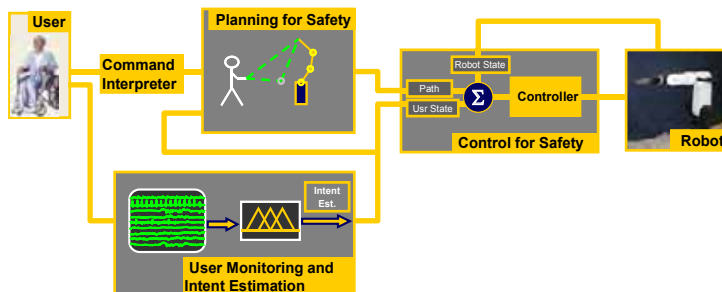 User
Command
Interpreter
Planning for Safety
Robot State
Path
Usr State
Σ
Controller
Control for Safety
Robot
Intent
Est.
User Monitoring and
Intent Estimation